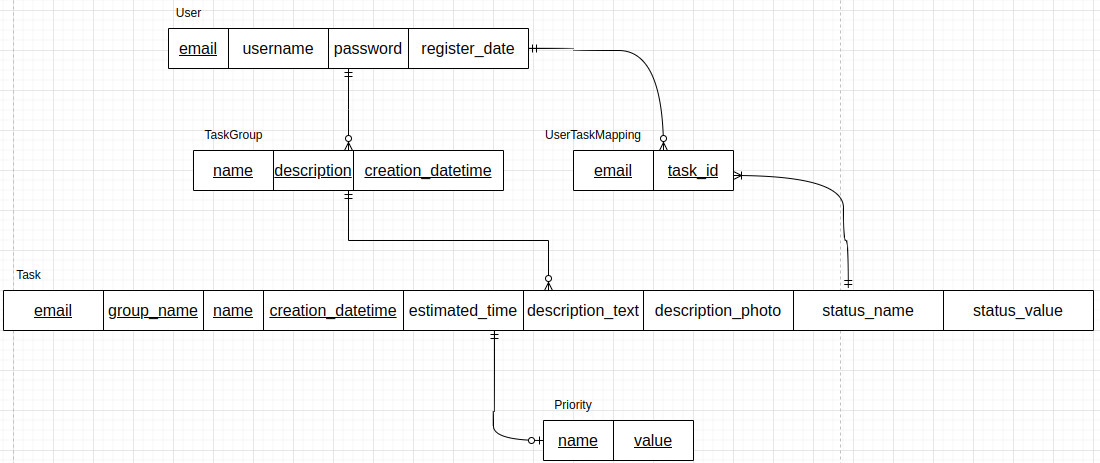 User
email username password register_date
TaskGroup
name description creation_datetime
UserTaskMapping
email task_id
Task
email group_name name creation_datetime estimated_time description_text description_photo status_name status_value
Priority
name value